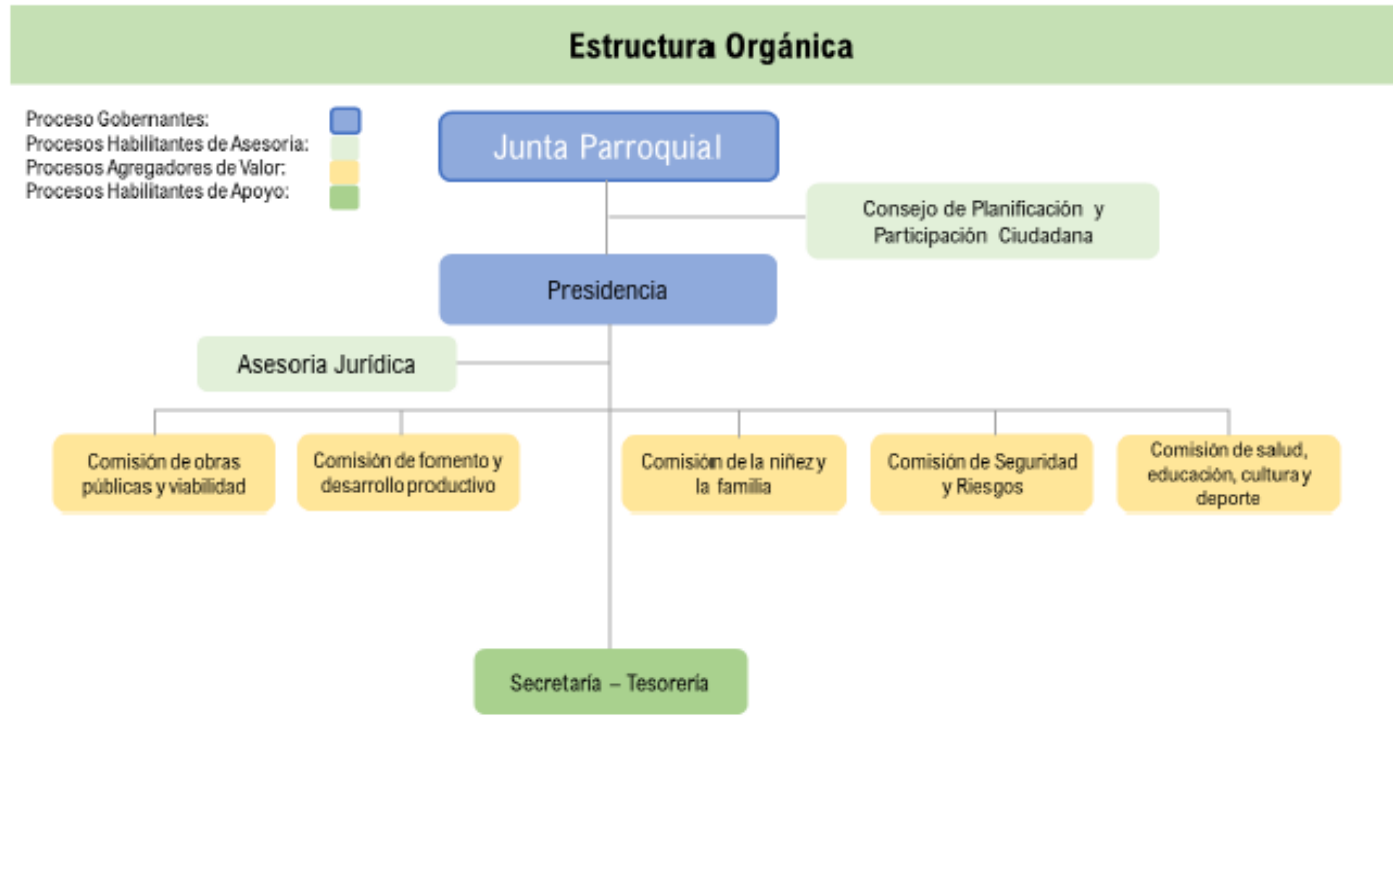 Estructura Orgánica
Proceso Gobernantes:
Procesos Habilitantes de Asesoria:
Procesos Agregadores de Valor:
Procesos Habilitantes de Apoyo:
Junta Parroquial
Consejo de Planificación y
Participación Ciudadana
Presidencia
Asesoria Jurídica
Comisión de obras
públicas y viabilidad
Comisión de fomento y
desarrollo productivo
Comisión de la niñez y
la familia
Comisión de Seguridad
y Riesgos
Comisión de salud,
educación, cultura y
deporte
Secretaría – Tesorería